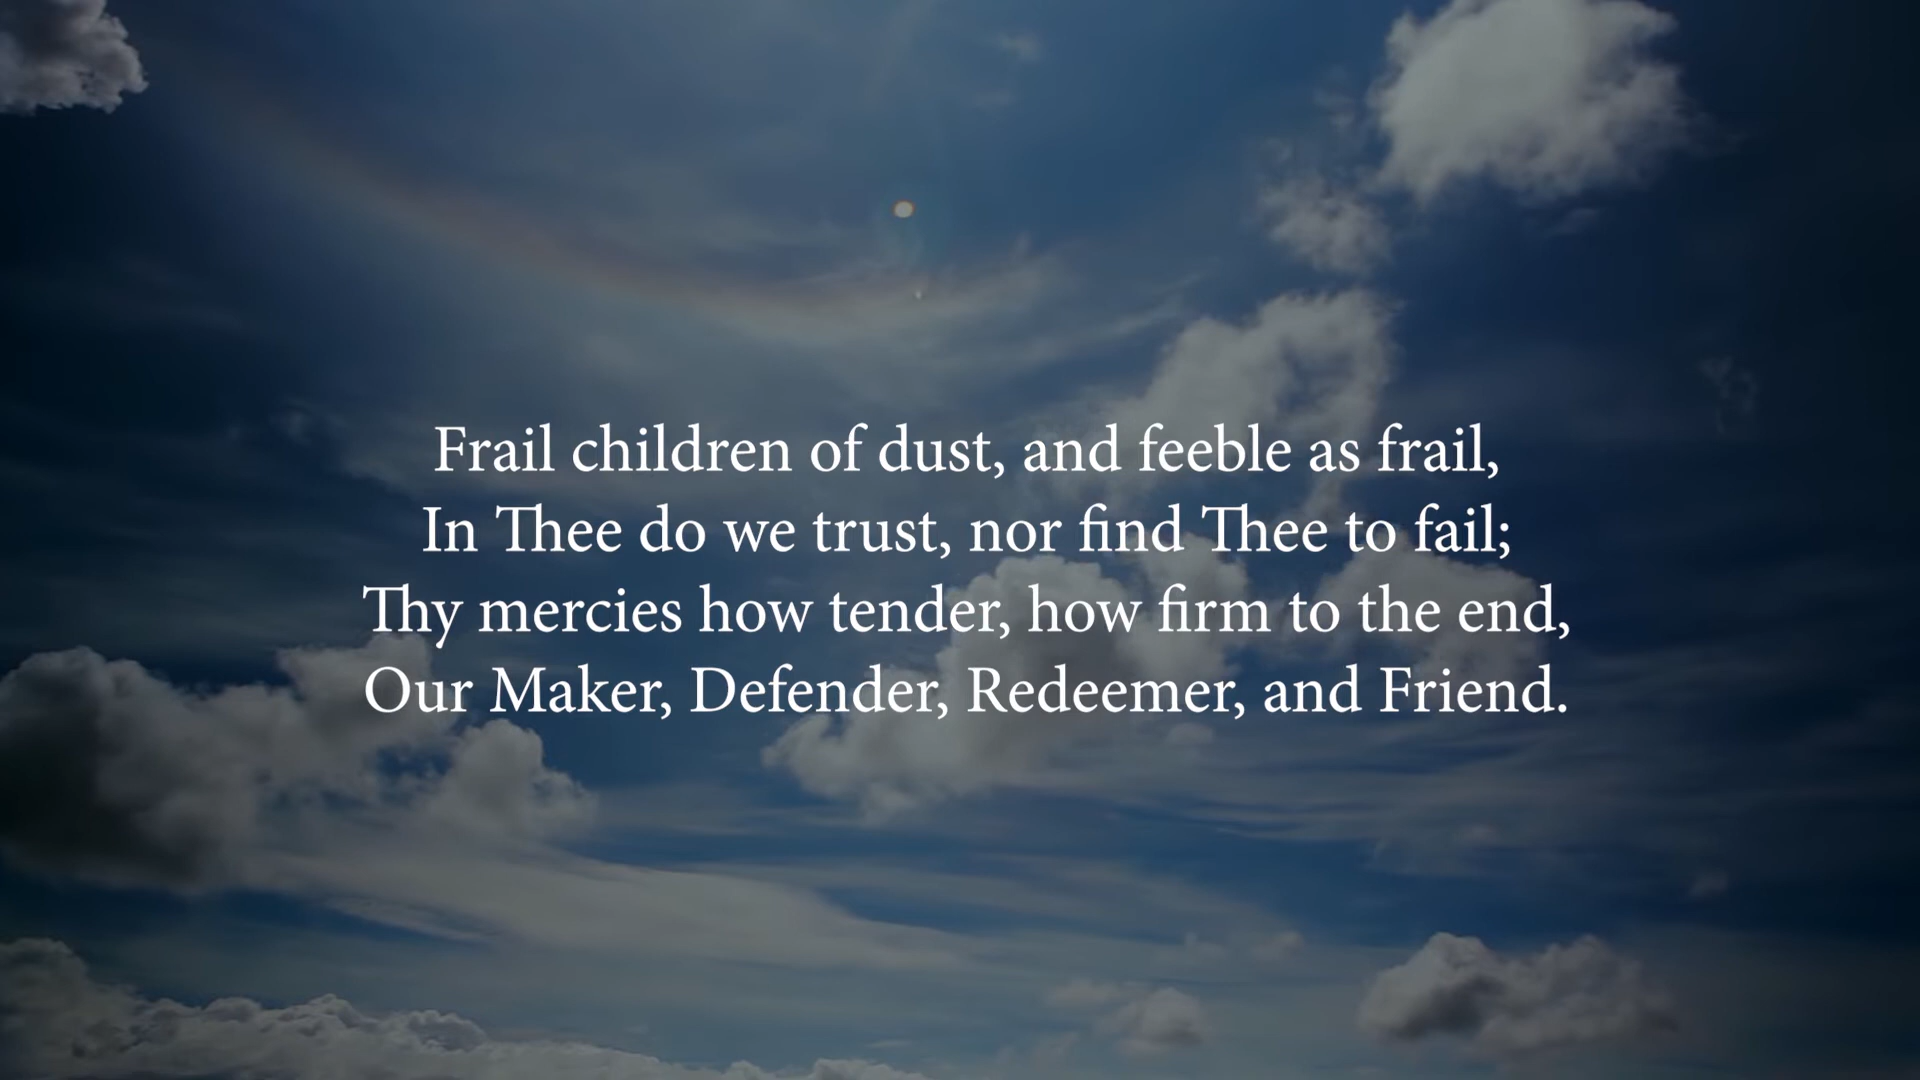 Frail children of dust, and feeble as frail,
In Thee do we trust, nor find Thee to fail;
Thy mercies how tender, how firm to the end,
Our Maker, Defender, Redeemer, and Friend.